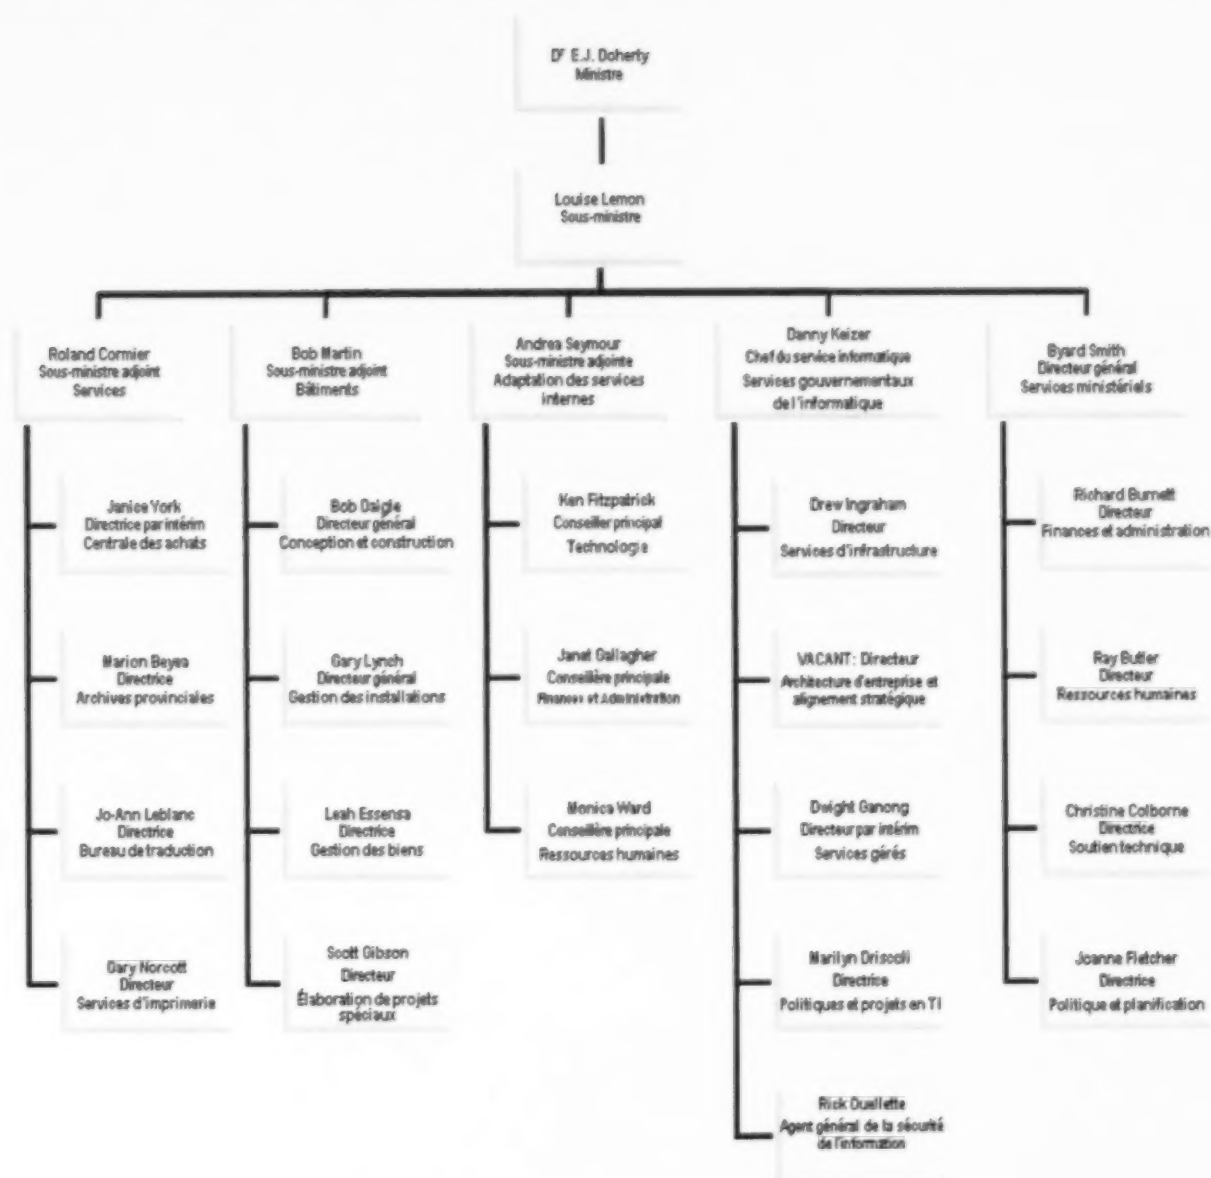 Dr E.J. Doherty
Ministre
Louise Lemon
Sous-ministre
Roland Cormier
Sous-ministre adjoint
Services
Janice York
Directrice par intérim
Centrale des achats
Marion Beyea
Directrice
Archives provinciales
Jo-Ann Leblanc
Directrice
Bureau de traduction
Gary Norcott
Directeur
Services d'imprimerie
Bob Martin
Sous-ministre adjoint
Bâtiments
Bob Daigle
Directeur général
Conception et construction
Gary Lynch
Directeur général
Gestion des installations
Leah Essensa
Directrice
Gestion des biens
Scott Gibson
Directeur
Élaboration de projets
spéciaux
Andrea Seymour
Sous-ministre adjointe
Adaptation des services
internes
Ken Fitzpatrick
Conseiller principal
Technologie
Janet Gallagher
Conseillère principale
Finances et Administration
Monica Ward
Conseillère principale
Ressources humaines
Danny Keizer
Chef du service informatique
Services gouvernementaux
de l'informatique
Drew Ingraham
Directeur
Services d'infrastructure
VACANT: Directeur
Architecture d'entreprise et
alignement stratégique
Dwight Ganong
Directeur par intérim
Services gérés
Marilyn Driscoll
Directrice
Politiques et projets en TI
Rick Ouellette
Agent général de la sécurité
de l'information
Byard Smith
Directeur général
Services ministériels
Richard Burnett
Directeur
Finances et administration
Ray Butler
Directeur
Ressources humaines
Christine Colborne
Directrice
Soutien technique
Joanne Fletcher
Directrice
Politique et planification